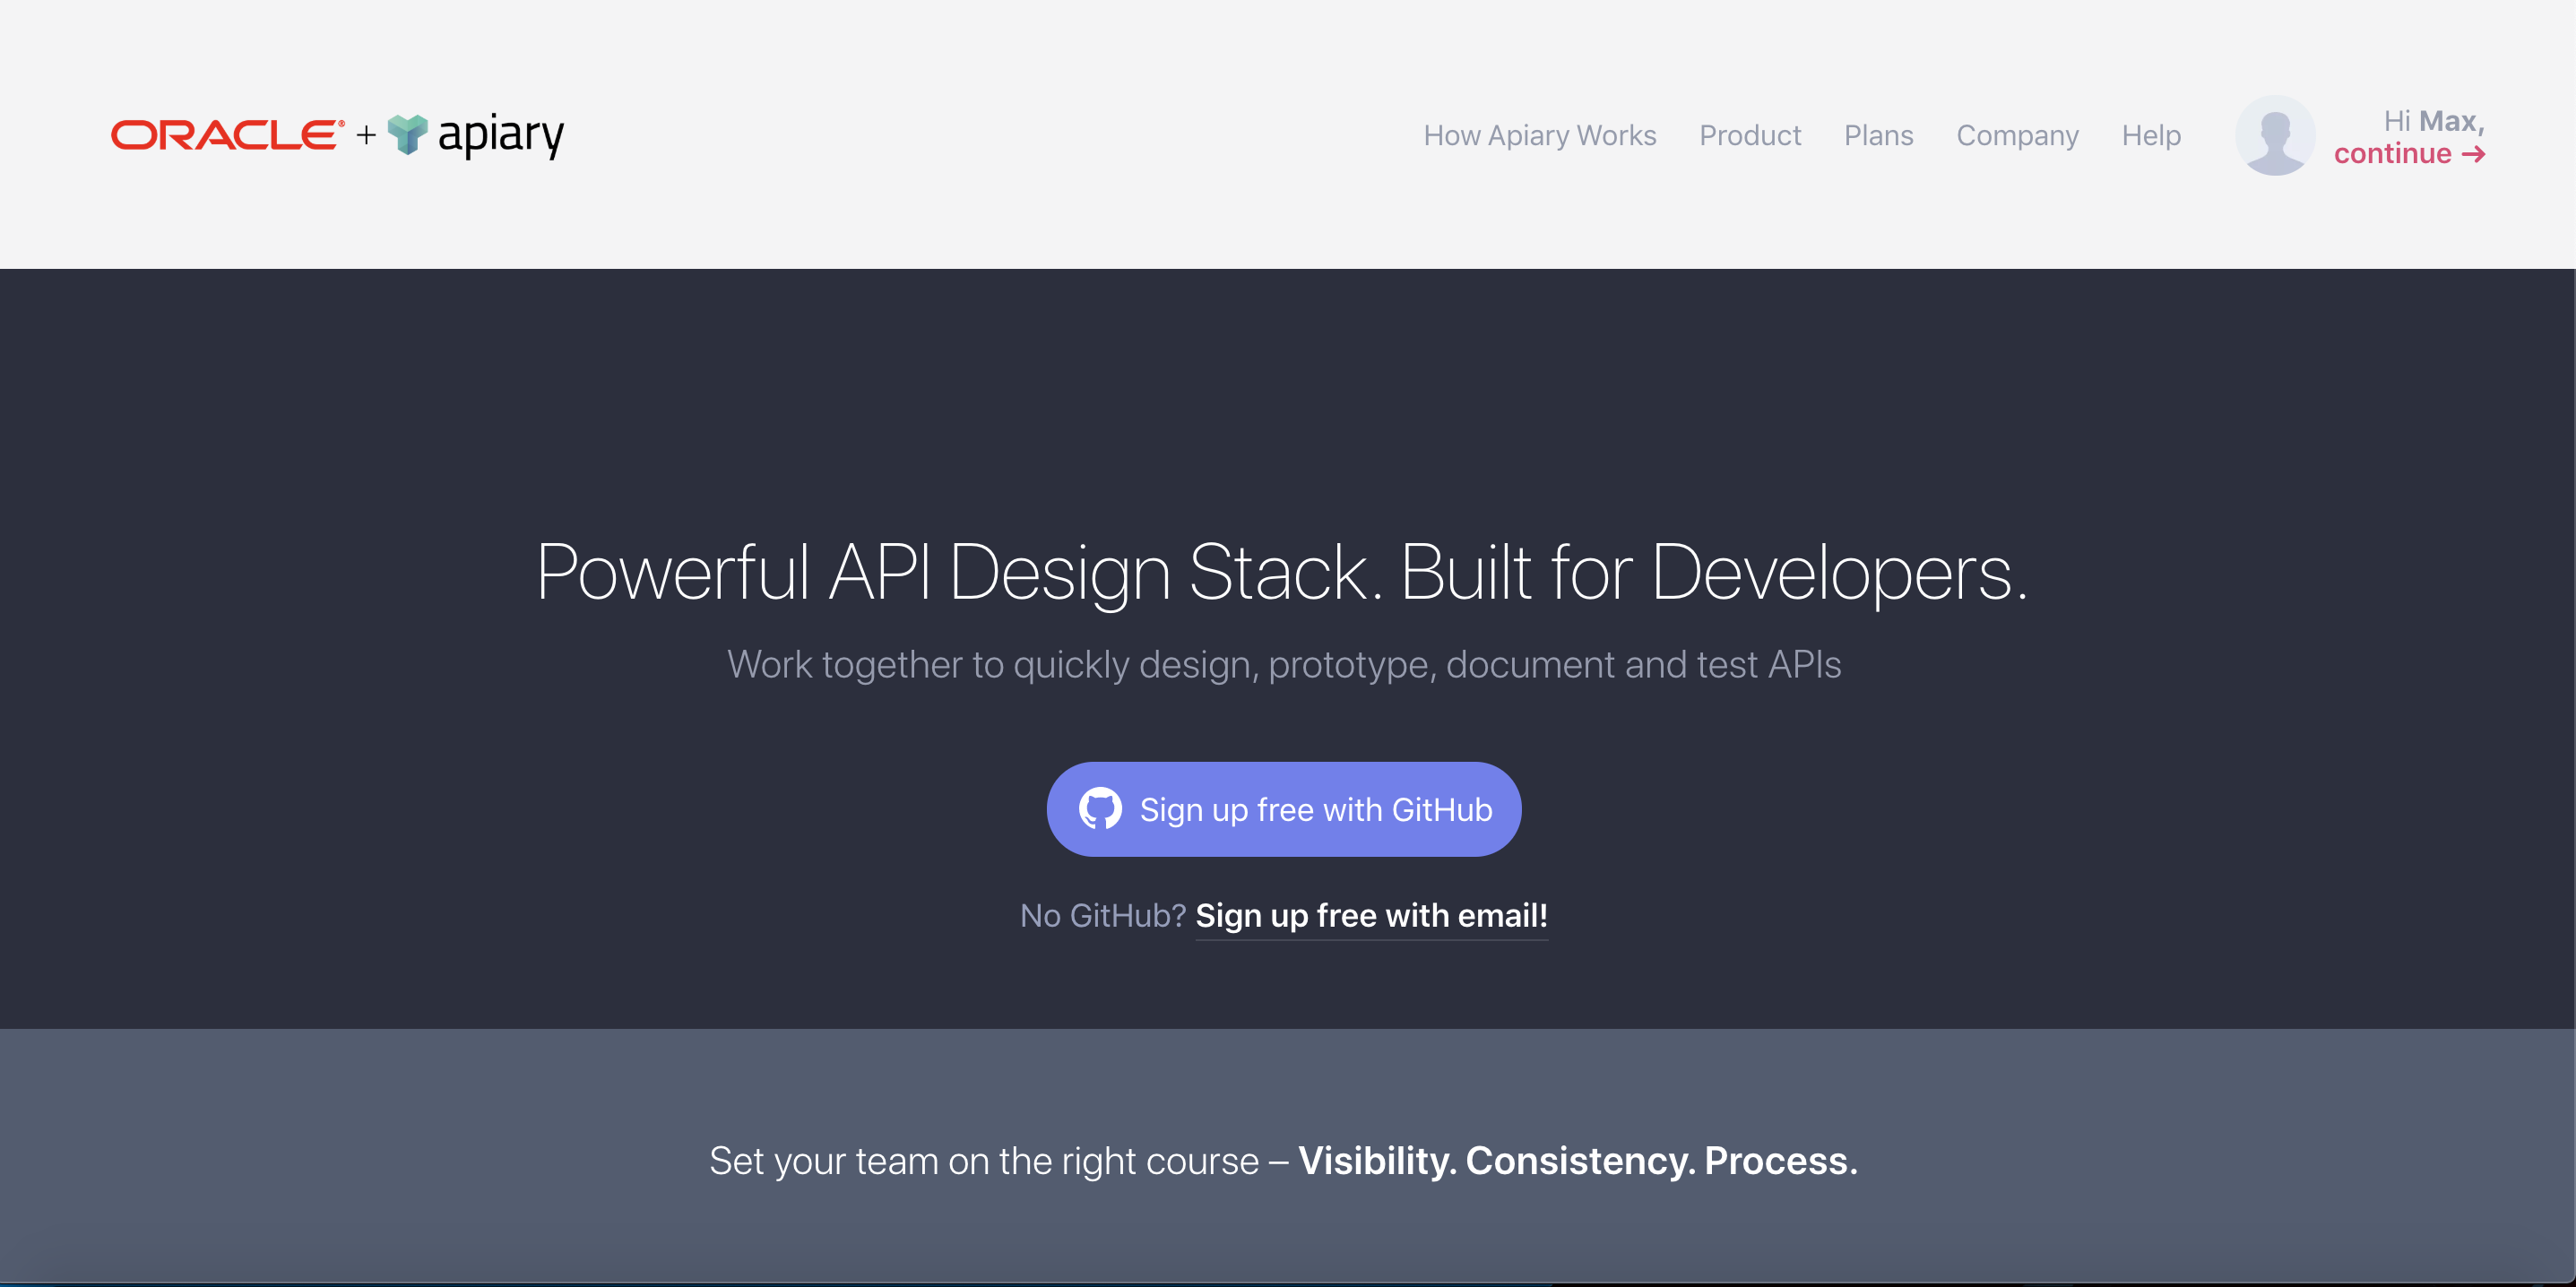 ORACLE® + apiary
How Apiary Works Product Plans Company Help
Hi Max,
continue →
Powerful API Design Stack. Built for Developers.
Work together to quickly design, prototype, document and test APIs
Sign up free with GitHub
No GitHub? Sign up free with email!
Set your team on the right course – Visibility. Consistency. Process.